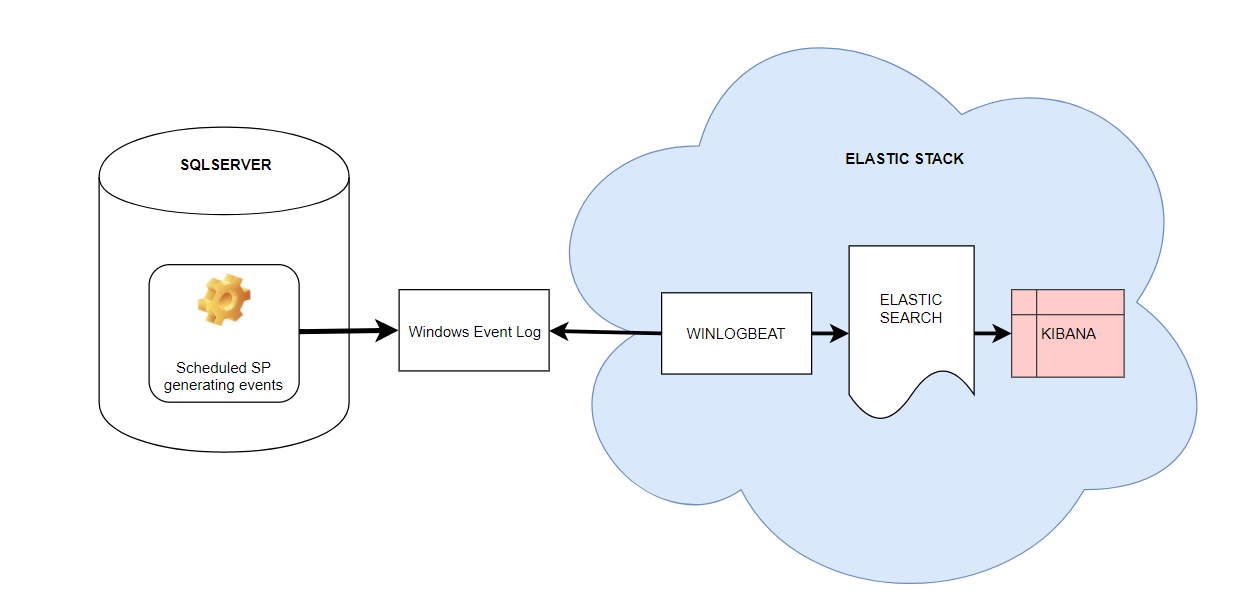 SQLSERVER
ELASTIC STACK
Scheduled SP
generating events
Windows Event Log
WINLOGBEAT
ELASTIC
SEARCH
KIBANA